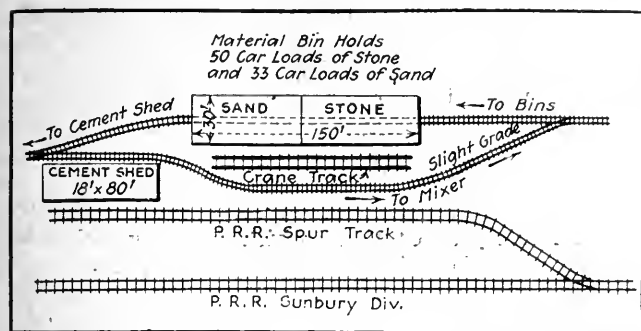 Material Bin Holds
50 Car Loads of Stone
and 33 Car Loads of Sand
To Cement Shed
30'
SAND
STONE
150'
To Bins
Slight Grade
CEMENT SHED
18' x 80'
Crane Track
To Mixer
P.R.R. Spur Track
P.R.R. Sunbury Div.